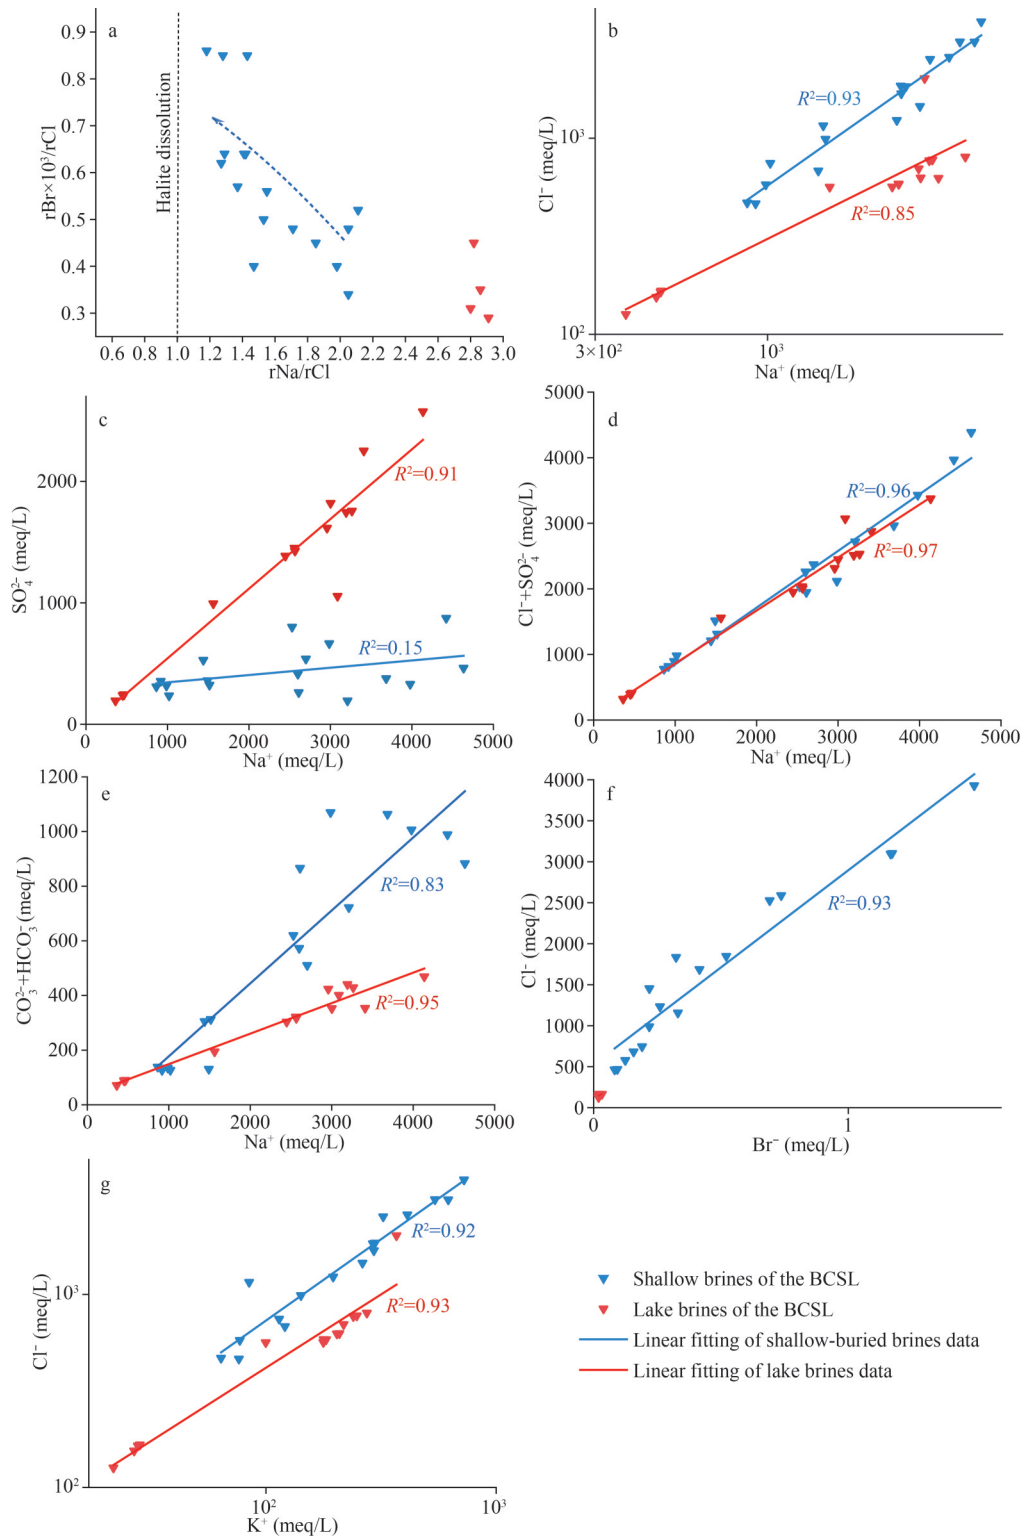 a
0.9
0.8
0.7
0.6
0.5
0.4
0.3
rBr×10³/rCl
Halite dissolution
0.6 0.8 1.0 1.2 1.4 1.6 1.8 2.0 2.2 2.4 2.6 2.8 3.0
rNa/rCl
b
R²=0.93
R²=0.85
10³
10²
Cl⁻ (meq/L)
3×10² 10³
Na⁺ (meq/L)
c
R²=0.91
R²=0.15
2000
1000
0
SO₄²⁻ (meq/L)
0 1000 2000 3000 4000 5000
Na⁺ (meq/L)
d
R²=0.96
R²=0.97
5000
4000
3000
2000
1000
0
Cl⁻+SO₄²⁻ (meq/L)
0 1000 2000 3000 4000 5000
Na⁺ (meq/L)
e
R²=0.83
R²=0.95
1200
1000
800
600
400
200
0
CO₃²⁻+HCO₃⁻(meq/L)
0 1000 2000 3000 4000 5000
Na⁺ (meq/L)
f
R²=0.93
4000
3500
3000
2500
2000
1500
1000
500
0
Cl⁻ (meq/L)
0 1
Br⁻ (meq/L)
g
R²=0.92
R²=0.93
10³
10²
Cl⁻ (meq/L)
10² 10³
K⁺ (meq/L)
Shallow brines of the BCSL
Lake brines of the BCSL
Linear fitting of shallow-buried brines data
Linear fitting of lake brines data